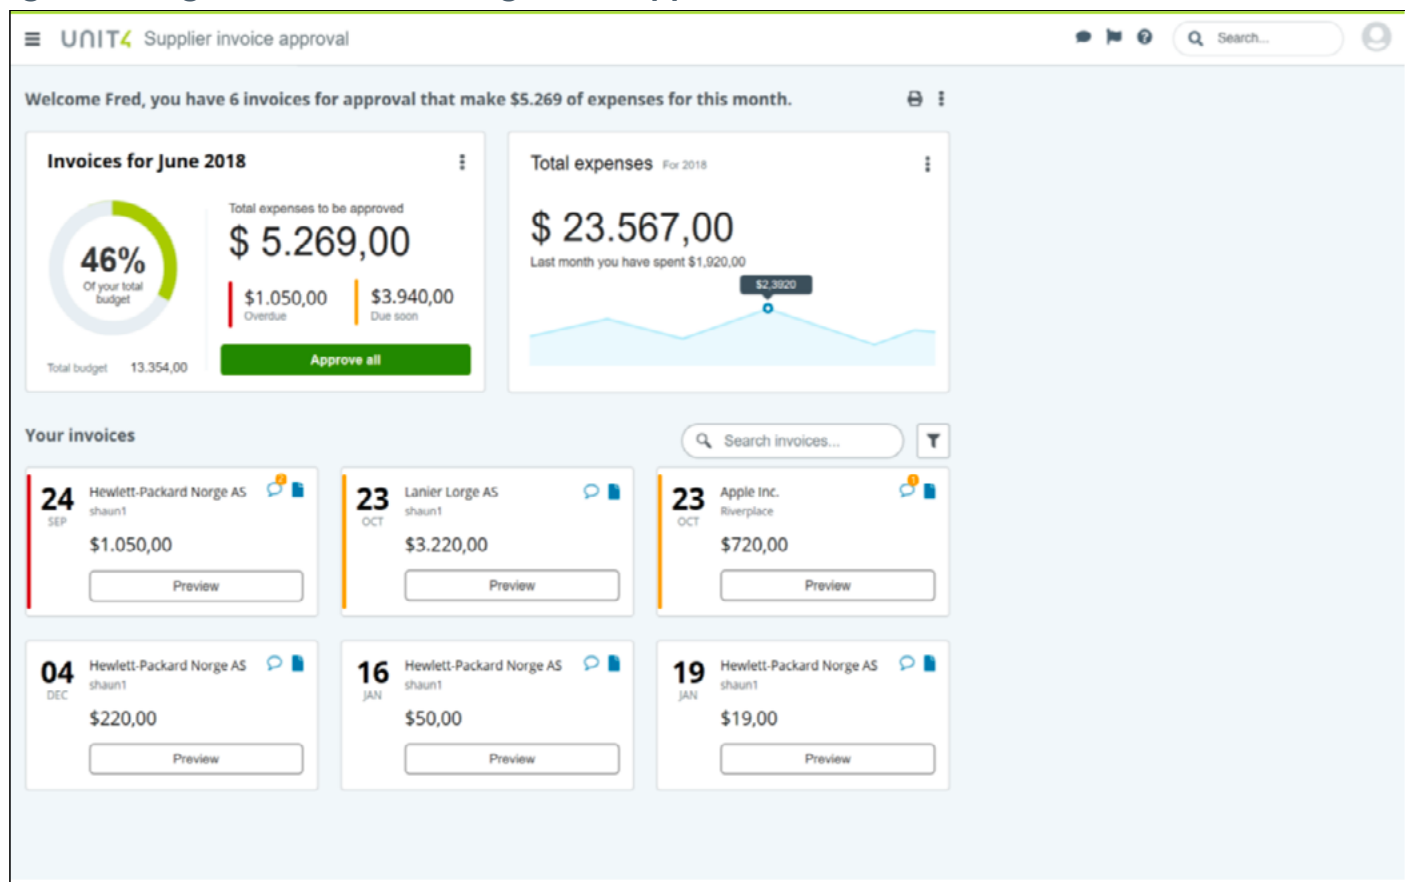 UNIT4 Supplier invoice approval
Search...
Welcome Fred, you have 6 invoices for approval that make $5.269 of expenses for this month.
Invoices for June 2018
46%
Of your total
budget
Total budget 13.354,00
Total expenses to be approved
$ 5.269,00
$1.050,00
Overdue
$3.940,00
Due soon
Approve all
Total expenses For 2018
$ 23.567,00
Last month you have spent $1,920,00
$2,3920
Your invoices
Search invoices...
24
SEP
Hewlett-Packard Norge AS
shaun1
$1.050,00
Preview
23
OCT
Lanier Lorge AS
shaun1
$3.220,00
Preview
23
OCT
Apple Inc.
Riverplace
1
$720,00
Preview
04
DEC
Hewlett-Packard Norge AS
shaun1
$220,00
Preview
16
JAN
Hewlett-Packard Norge AS
shaun1
$50,00
Preview
19
JAN
Hewlett-Packard Norge AS
shaun1
$19,00
Preview